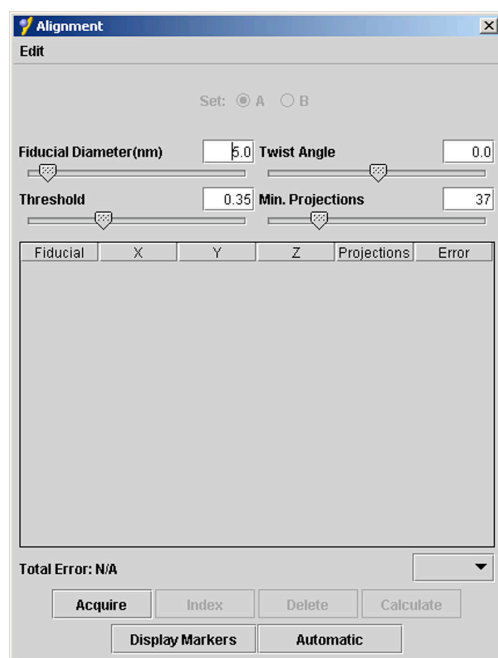 Alignment
Edit
Set: A B
Fiducial Diameter(nm) 5.0 Twist Angle 0.0
Threshold 0.35 Min. Projections 37
Fiducial X Y Z Projections Error
Total Error: N/A
Acquire Index Delete Calculate
Display Markers Automatic